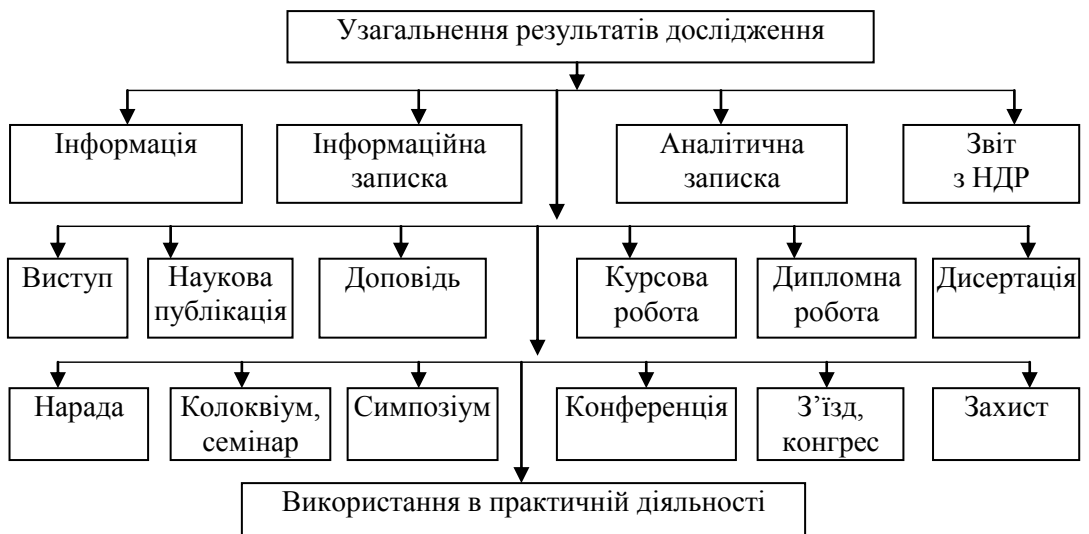 Узагальнення результатів дослідження
Інформація
Інформаційна
записка
Аналітична
записка
Звіт
з НДР
Виступ
Наукова
публікація
Доповідь
Курсова
робота
Дипломна
робота
Дисертація
Нарада
Колоквіум,
семінар
Симпозіум
Конференція
З’їзд,
конгрес
Захист
Використання в практичній діяльності